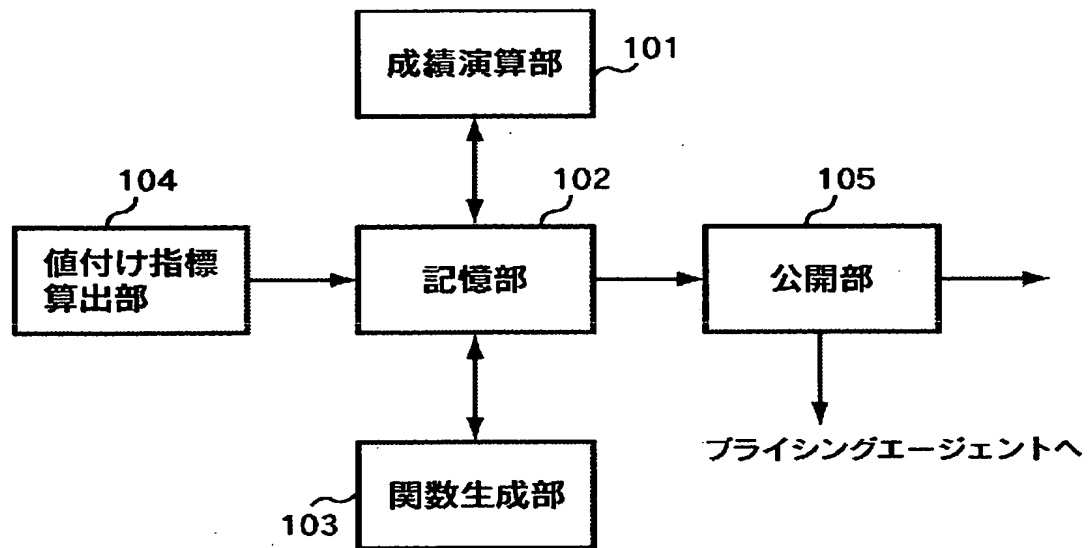 成績演算部
101
104
102
105
値付け指標
算出部
記憶部
公開部
プライシングエージェントへ
関数生成部
103